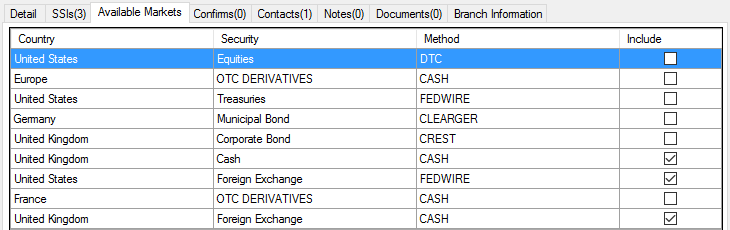 Detail SSIs(3) Available Markets Confirms(0) Contacts(1) Notes(0) Documents(0) Branch Information
Country Security Method Include
United States Equities DTC
Europe OTC DERIVATIVES CASH
United States Treasuries FEDWIRE
Germany Municipal Bond CLEARGER
United Kingdom Corporate Bond CREST
United Kingdom Cash CASH
United States Foreign Exchange FEDWIRE
France OTC DERIVATIVES CASH
United Kingdom Foreign Exchange CASH